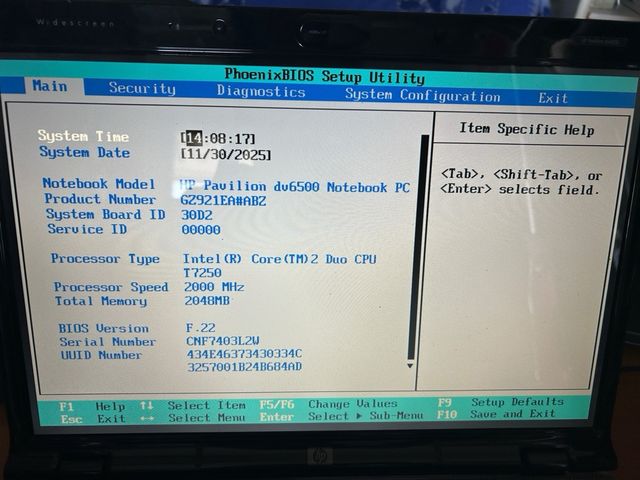 Widescreen
PhoenixBIOS Setup Utility
Main Security Diagnostics System Configuration Exit
System Time [14:08:17]
System Date [11/30/2025]
Notebook Model HP Pavilion dv6500 Notebook PC
Product Number GZ921EA#ABZ
System Board ID 30D2
Service ID 00000
Processor Type Intel(R) Core(TM)2 Duo CPU
T7250
Processor Speed 2000 MHz
Total Memory 2048MB
BIOS Version F.22
Serial Number CNF7403L2W
UUID Number 434E46373430334C
3257001B24B684AD
Item Specific Help
<Tab>, <Shift-Tab>, or
<Enter> selects field.
F1 Help ↑↓ Select Item F5/F6 Change Values F9 Setup Defaults
Esc Exit ↔ Select Menu Enter Select ▶ Sub-Menu F10 Save and Exit
hp